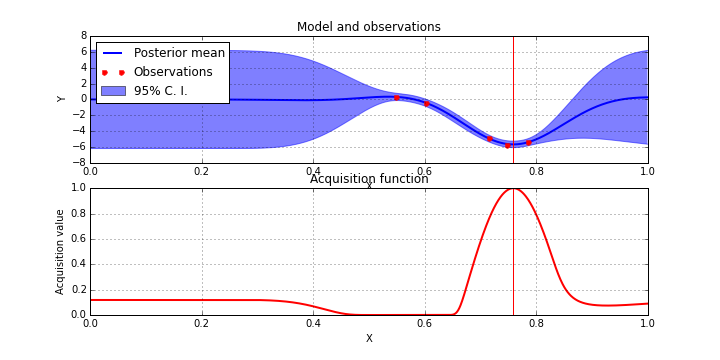 Model and observations
8
6
4
2
0
−2
−4
−6
−8
Y
Posterior mean
Observations
95% C. I.
0.0 0.2 0.4 0.6 0.8 1.0
X
Acquisition function
1.0
0.8
0.6
0.4
0.2
0.0
Acquisition value
0.0 0.2 0.4 0.6 0.8 1.0
X